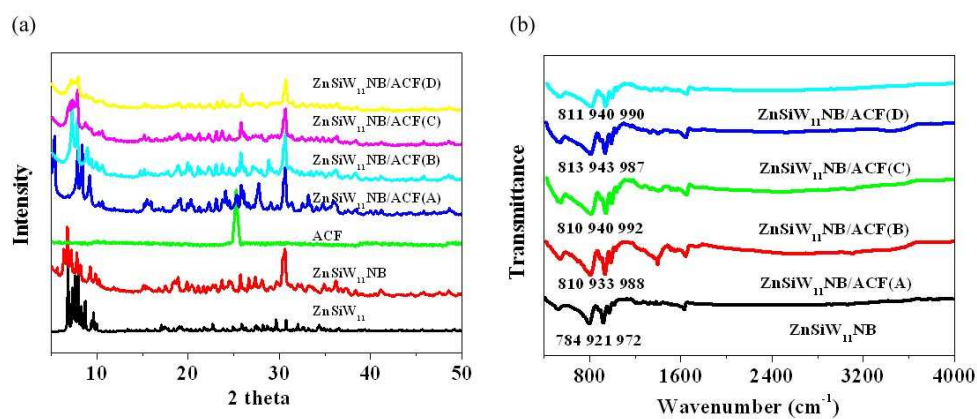 (a)
Intensity
ZnSiW₁₁NB/ACF(D)
ZnSiW₁₁NB/ACF(C)
ZnSiW₁₁NB/ACF(B)
ZnSiW₁₁NB/ACF(A)
ACF
ZnSiW₁₁NB
ZnSiW₁₁
10 20 30 40 50
2 theta
(b)
Transmittance
811 940 990
ZnSiW₁₁NB/ACF(D)
813 943 987
ZnSiW₁₁NB/ACF(C)
810 940 992
ZnSiW₁₁NB/ACF(B)
810 933 988
ZnSiW₁₁NB/ACF(A)
784 921 972
ZnSiW₁₁NB
800 1600 2400 3200 4000
Wavenumber (cm⁻¹)